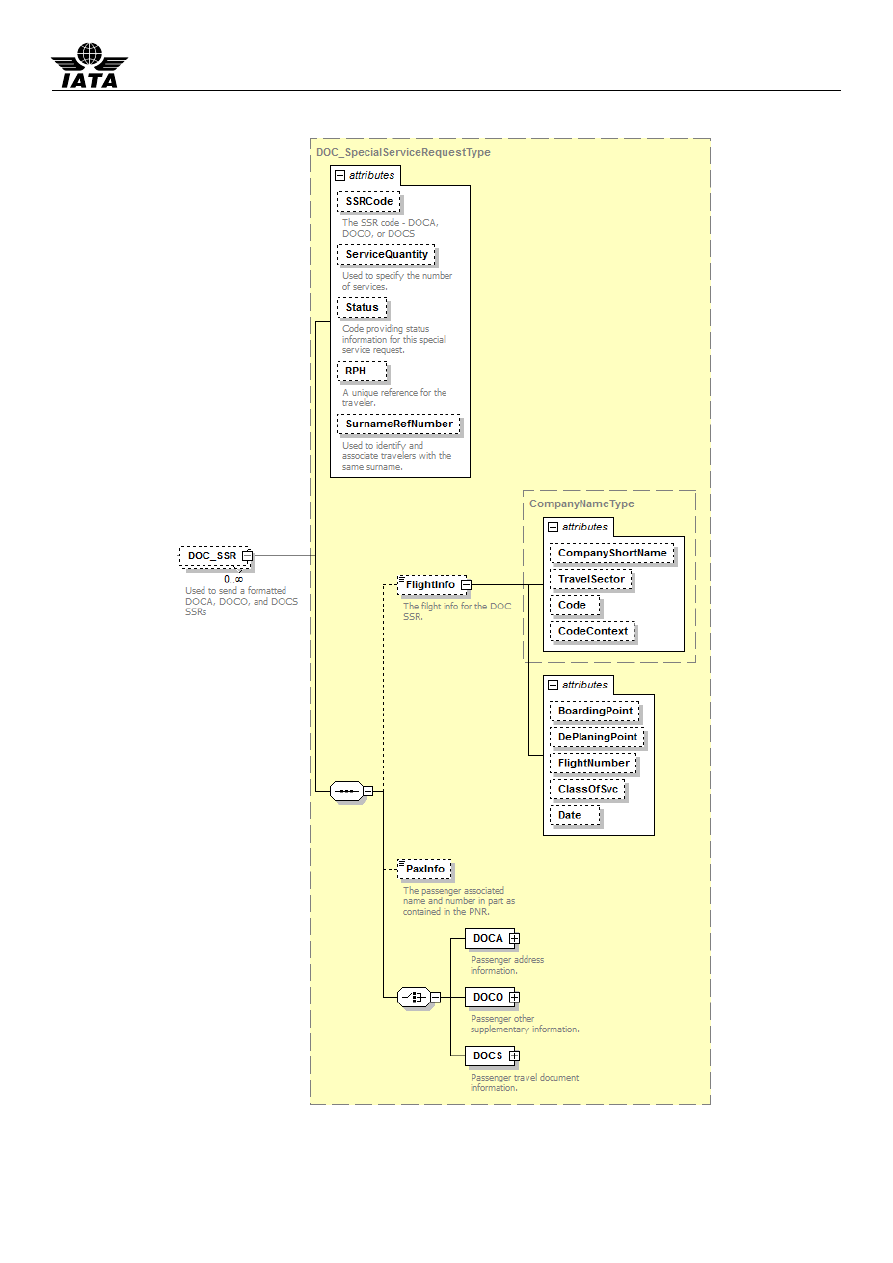 IATA
DOC_SpecialServiceRequestType
attributes
SSRCode
The SSR code - DOCA,
DOCO, or DOCS
ServiceQuantity
Used to specify the number
of services.
Status
Code providing status
information for this special
service request.
RPH
A unique reference for the
traveler.
SurnameRefNumber
Used to identify and
associate travelers with the
same surname.
DOC_SSR
0..∞
Used to send a formatted
DOCA, DOCO, and DOCS
SSRs
CompanyNameType
attributes
CompanyShortName
TravelSector
Code
CodeContext
FlightInfo
The flight info for the DOC
SSR.
attributes
BoardingPoint
DePlaningPoint
FlightNumber
ClassOfSvc
Date
PaxInfo
The passenger associated
name and number in part as
contained in the PNR.
DOCA
Passenger address
information.
DOCO
Passenger other
supplementary information.
DOCS
Passenger travel document
information.